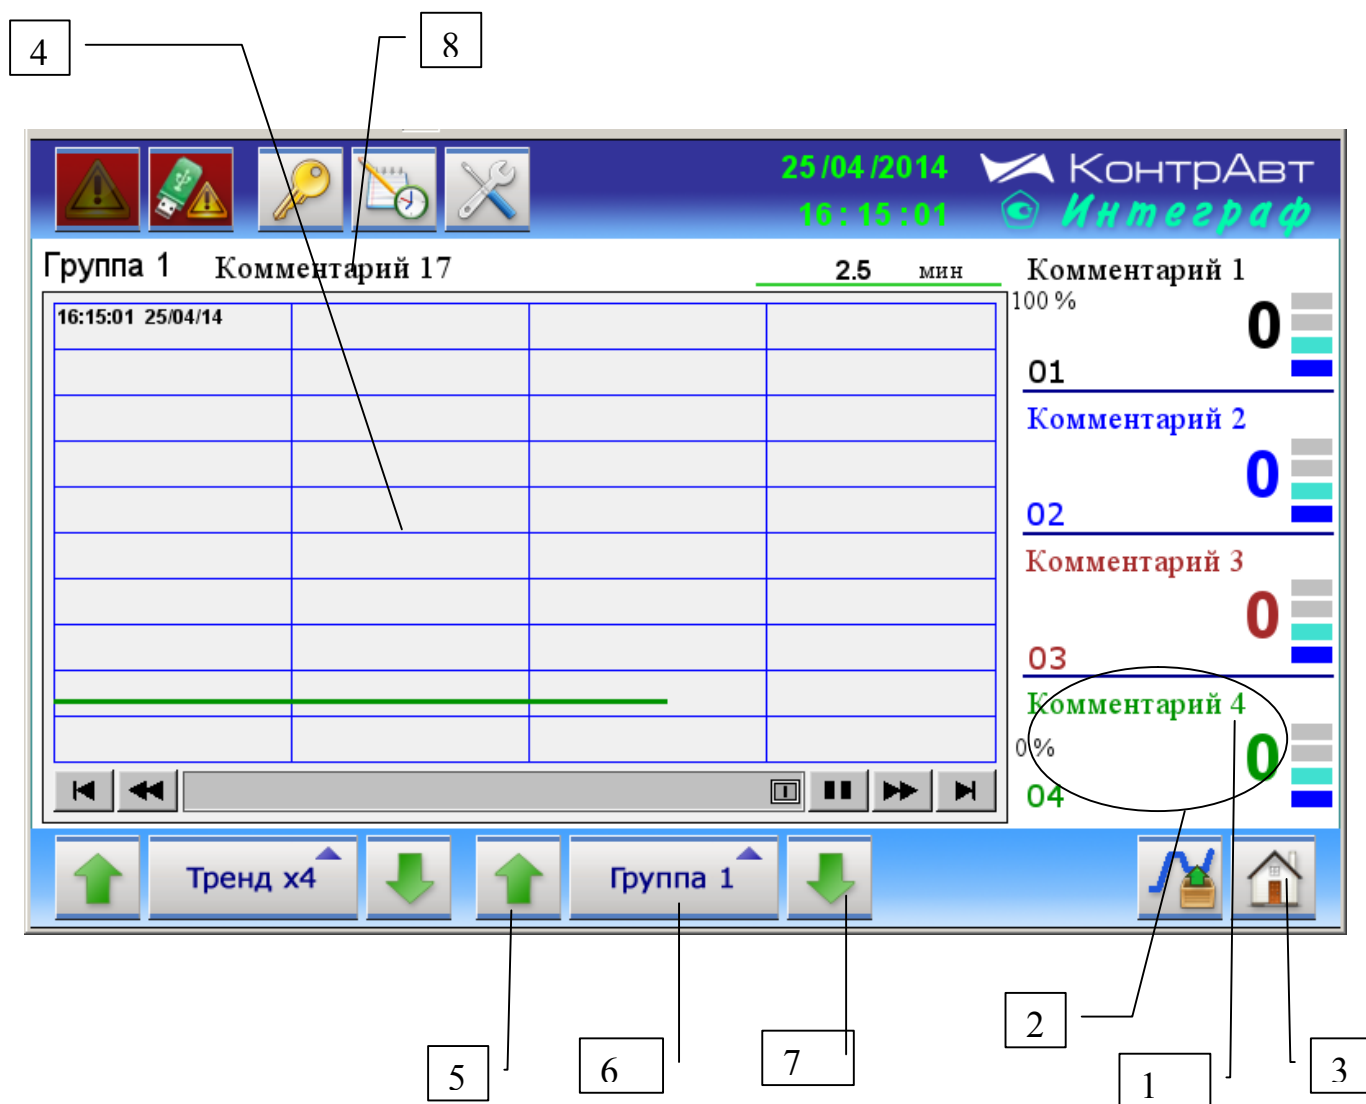 4
8
25/04/2014
КонтрАвт
16:15:01
Интеграф
Группа 1
Комментарий 17
2.5 мин
Комментарий 1
100 %
0
01
16:15:01 25/04/14
Комментарий 2
0
02
Комментарий 3
0
03
Комментарий 4
0 %
0
04
Тренд x4
Группа 1
2
5
6
7
1
3